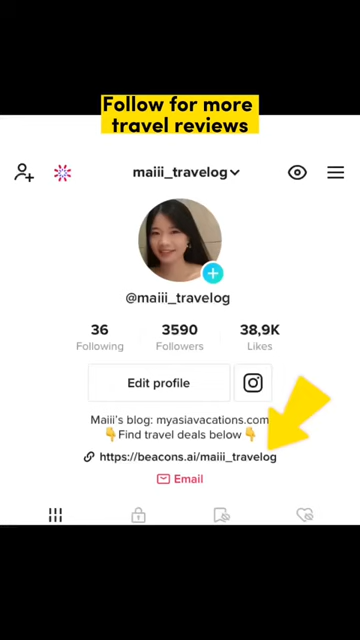 Follow for more
travel reviews
maiii_travelog
@maiii_travelog
36 3590 38,9K
Following Followers Likes
Edit profile
Maiii's blog: myasiavacations.com
👇Find travel deals below👇
https://beacons.ai/maiii_travelog
Email